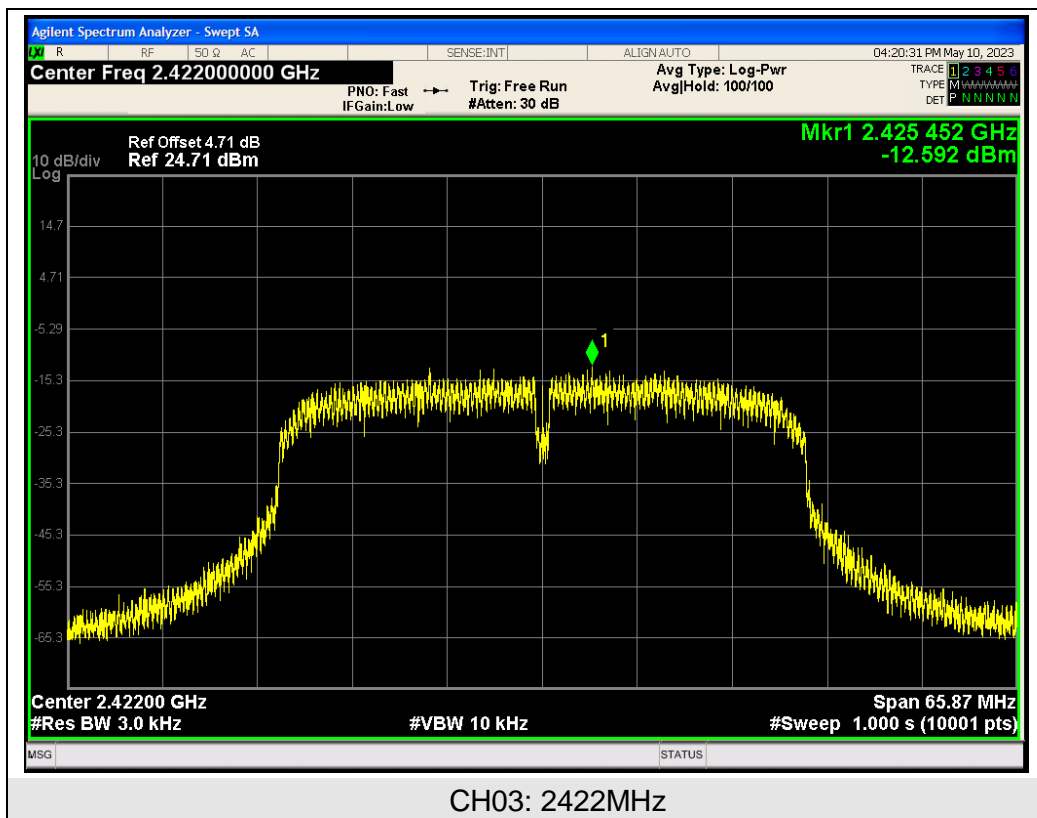 Agilent Spectrum Analyzer - Swept SA
LXI R RF 50 Ω AC SENSE:INT ALIGN AUTO 04:20:31 PM May 10, 2023
Center Freq 2.422000000 GHz
PNO: Fast
IFGain:Low
Trig: Free Run
#Atten: 30 dB
Avg Type: Log-Pwr
Avg|Hold: 100/100
TRACE 1 2 3 4 5 6
TYPE M
DET P N N N N N
Mkr1 2.425 452 GHz
-12.592 dBm
Ref Offset 4.71 dB
10 dB/div Ref 24.71 dBm
Log
14.7
4.71
-5.29
1
-15.3
-25.3
-35.3
-45.3
-55.3
-65.3
Center 2.42200 GHz Span 65.87 MHz
#Res BW 3.0 kHz #VBW 10 kHz #Sweep 1.000 s (10001 pts)
MSG STATUS
CH03: 2422MHz